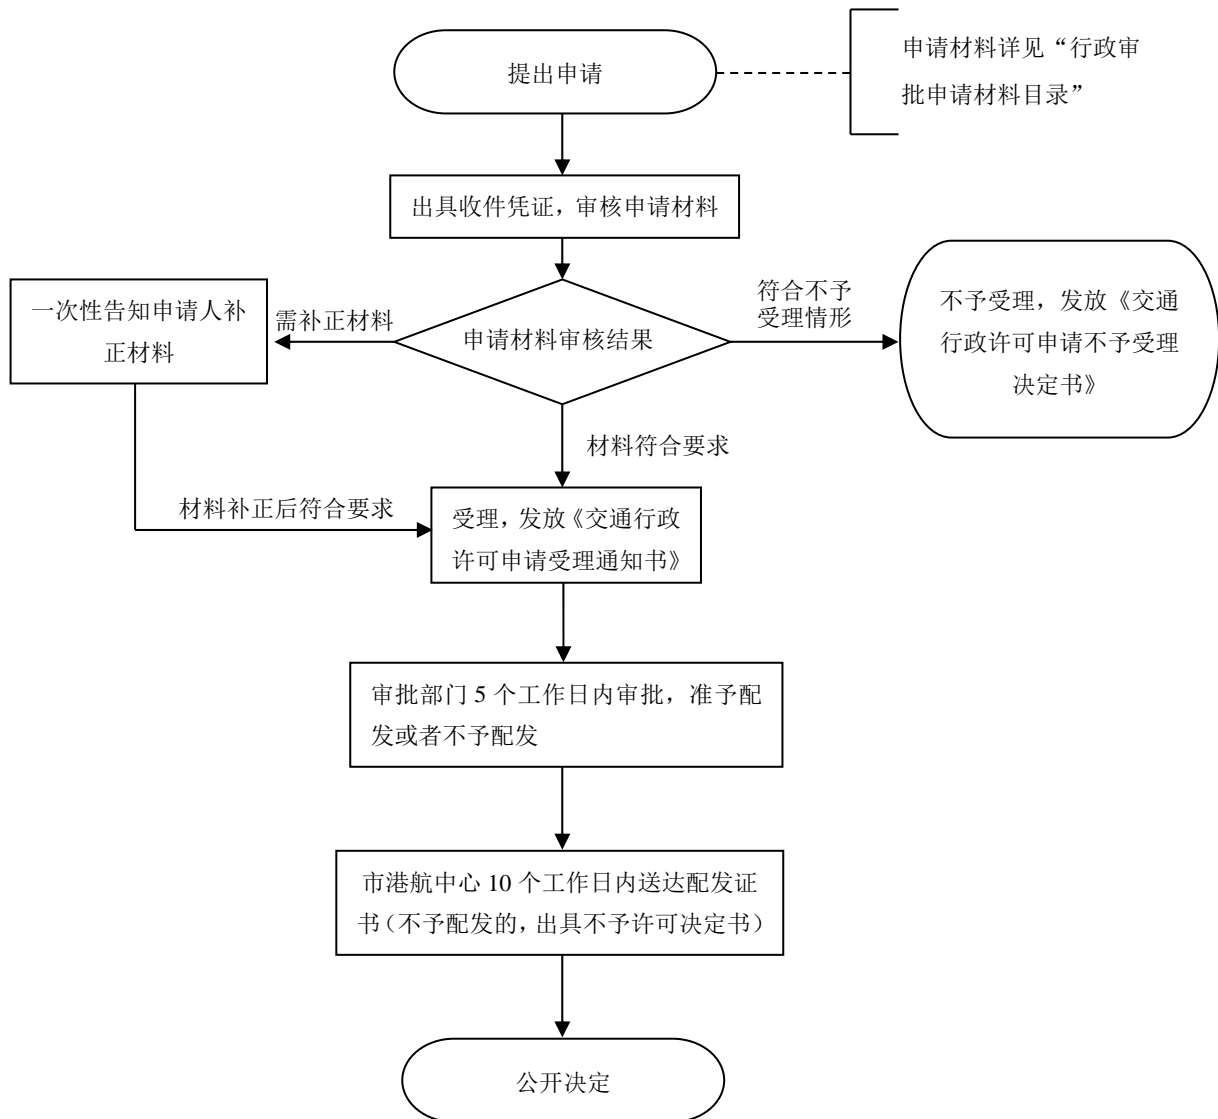 提出申请
申请材料详见“行政审
批申请材料目录”
出具收件凭证，审核申请材料
一次性告知申请人补
正材料
需补正材料
申请材料审核结果
符合不予
受理情形
不予受理，发放《交通
行政许可申请不予受理
决定书》
材料符合要求
材料补正后符合要求
受理，发放《交通行政
许可申请受理通知书》
审批部门 5 个工作日内审批，准予配
发或者不予配发
市港航中心 10 个工作日内送达配发证
书（不予配发的，出具不予许可决定书）
公开决定